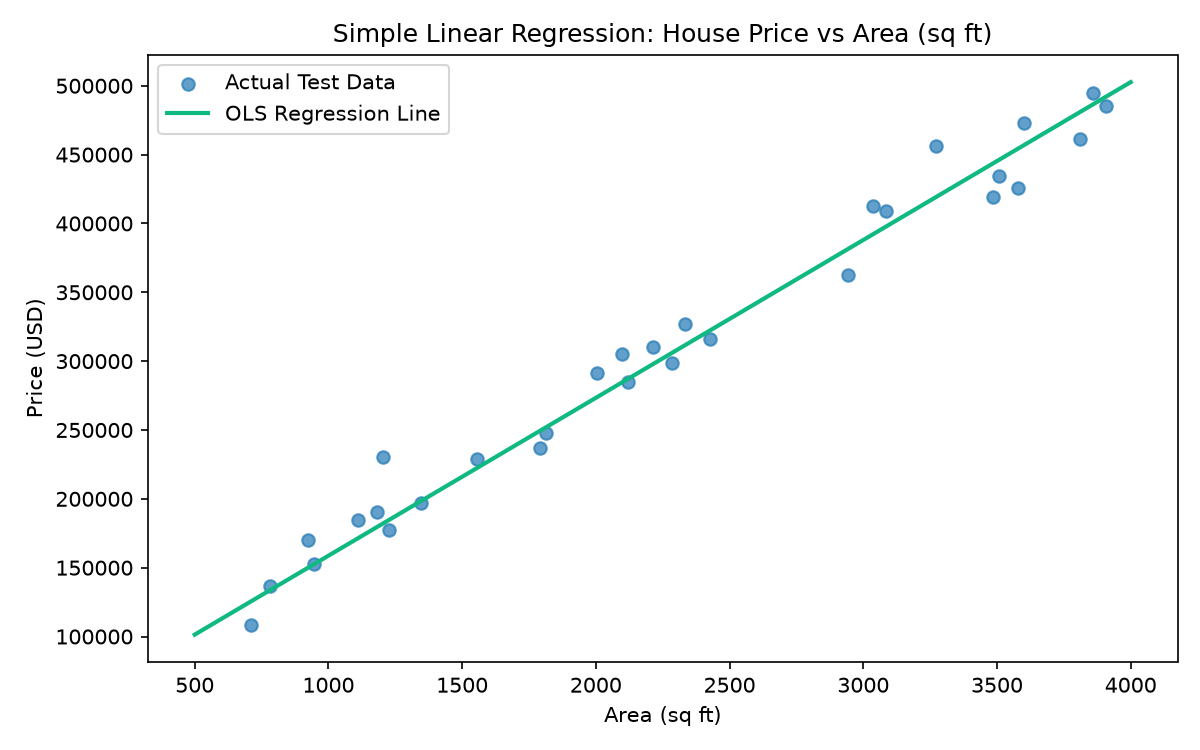 Simple Linear Regression: House Price vs Area (sq ft)
Actual Test Data
OLS Regression Line
Price (USD)
500000
450000
400000
350000
300000
250000
200000
150000
100000
500 1000 1500 2000 2500 3000 3500 4000
Area (sq ft)